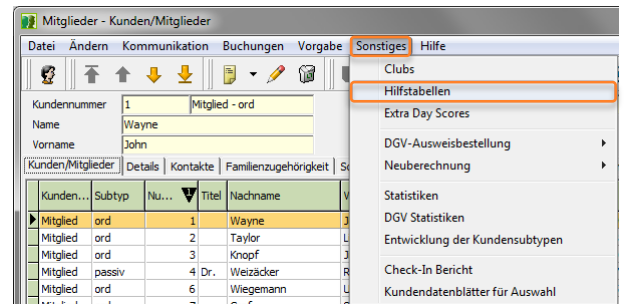 Mitglieder - Kunden/Mitglieder
Datei Ändern Kommunikation Buchungen Vorgabe Sonstiges Hilfe
Clubs
Hilfstabellen
Extra Day Scores
DGV-Ausweisbestellung
Neuberechnung
Statistiken
DGV Statistiken
Entwicklung der Kundensubtypen
Check-In Bericht
Kundendatenblätter für Auswahl
Kundennummer 1 Mitglied - ord
Name Wayne
Vorname John
Kunden/Mitglieder Details Kontakte Familienzugehörigkeit
Kunden... Subtyp Nu... 1 Titel Nachname
Mitglied ord 1 Wayne
Mitglied ord 2 Taylor
Mitglied ord 3 Knopf
Mitglied passiv 4 Dr. Weizäcker
Mitglied ord 6 Wiegemann